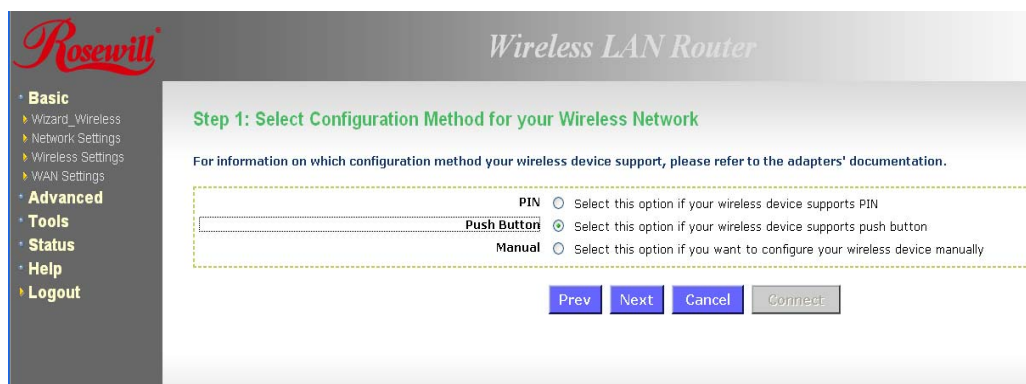 Rosewill
Wireless LAN Router
Basic
Wizard_Wireless
Network Settings
Wireless Settings
WAN Settings
Advanced
Tools
Status
Help
Logout
Step 1: Select Configuration Method for your Wireless Network
For information on which configuration method your wireless device support, please refer to the adapters' documentation.
PIN Select this option if your wireless device supports PIN
Push Button Select this option if your wireless device supports push button
Manual Select this option if you want to configure your wireless device manually
Prev Next Cancel Connect